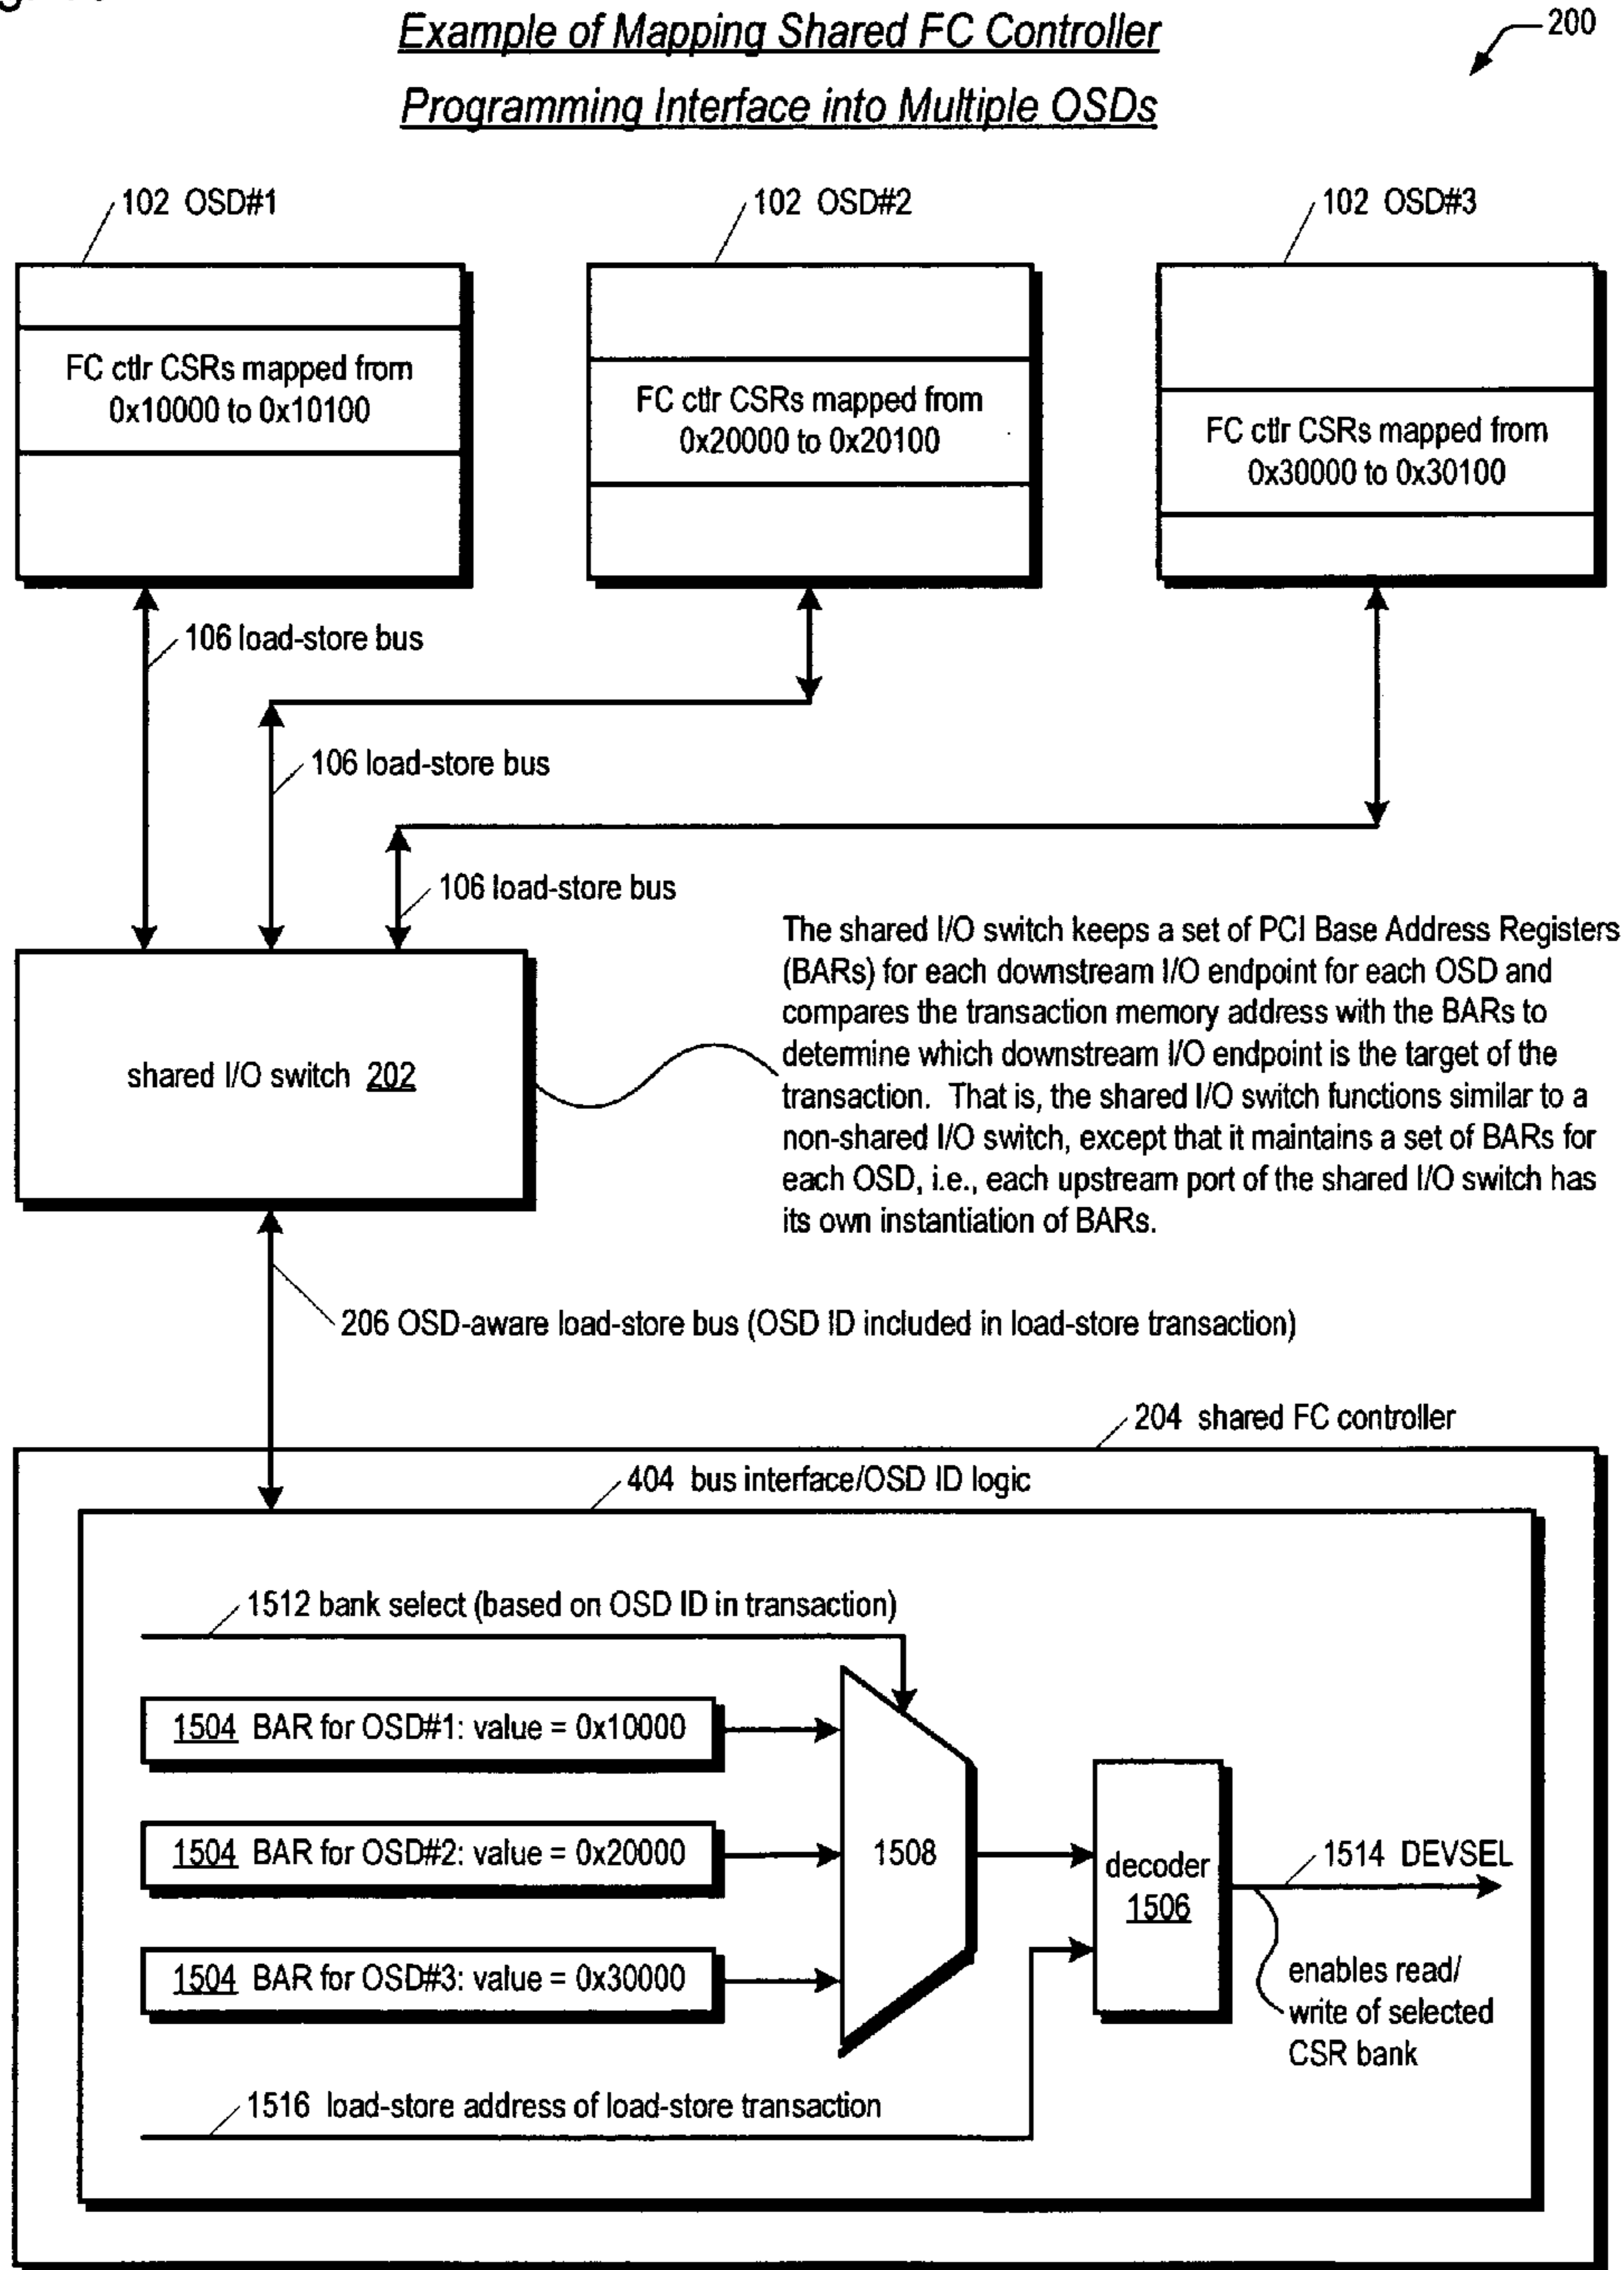 Example of Mapping Shared FC Controller
Programming Interface into Multiple OSDs
200
102 OSD#1
102 OSD#2
102 OSD#3
FC ctlr CSRs mapped from
0x10000 to 0x10100
FC ctlr CSRs mapped from
0x20000 to 0x20100
FC ctlr CSRs mapped from
0x30000 to 0x30100
106 load-store bus
106 load-store bus
106 load-store bus
The shared I/O switch keeps a set of PCI Base Address Registers
(BARs) for each downstream I/O endpoint for each OSD and
compares the transaction memory address with the BARs to
determine which downstream I/O endpoint is the target of the
transaction. That is, the shared I/O switch functions similar to a
non-shared I/O switch, except that it maintains a set of BARs for
each OSD, i.e., each upstream port of the shared I/O switch has
its own instantiation of BARs.
shared I/O switch 202
206 OSD-aware load-store bus (OSD ID included in load-store transaction)
204 shared FC controller
404 bus interface/OSD ID logic
1512 bank select (based on OSD ID in transaction)
1504 BAR for OSD#1: value = 0x10000
1504 BAR for OSD#2: value = 0x20000
1504 BAR for OSD#3: value = 0x30000
1508
decoder
1506
1514 DEVSEL
enables read/
write of selected
CSR bank
1516 load-store address of load-store transaction